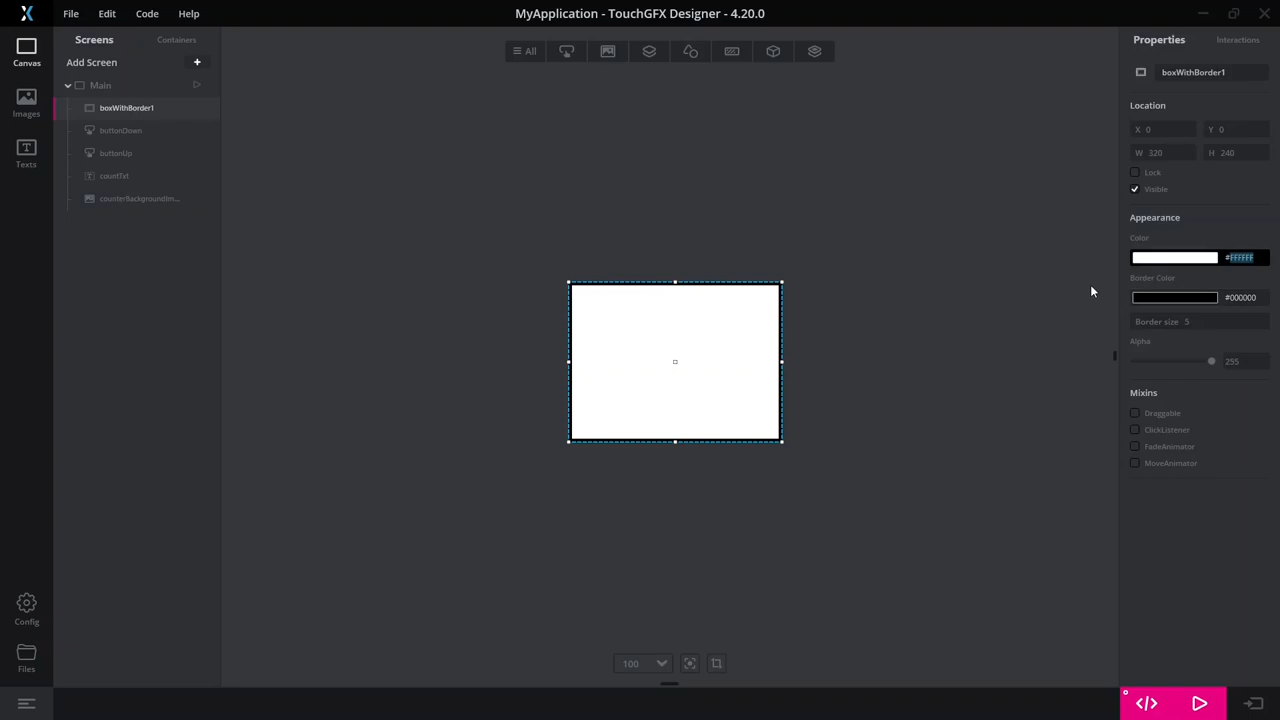 File Edit Code Help
MyApplication - TouchGFX Designer - 4.20.0
Canvas
Images
Texts
Config
Files
Screens Containers
Add Screen +
Main
boxWithBorder1
buttonDown
buttonUp
countTxt
counterBackgroundIm...
All
100
Properties Interactions
boxWithBorder1
Location
X 0 Y 0
W 320 H 240
Lock
Visible
Appearance
Color
#FFFFFF
Border Color
#000000
Border size 5
Alpha
255
Mixins
Draggable
ClickListener
FadeAnimator
MoveAnimator